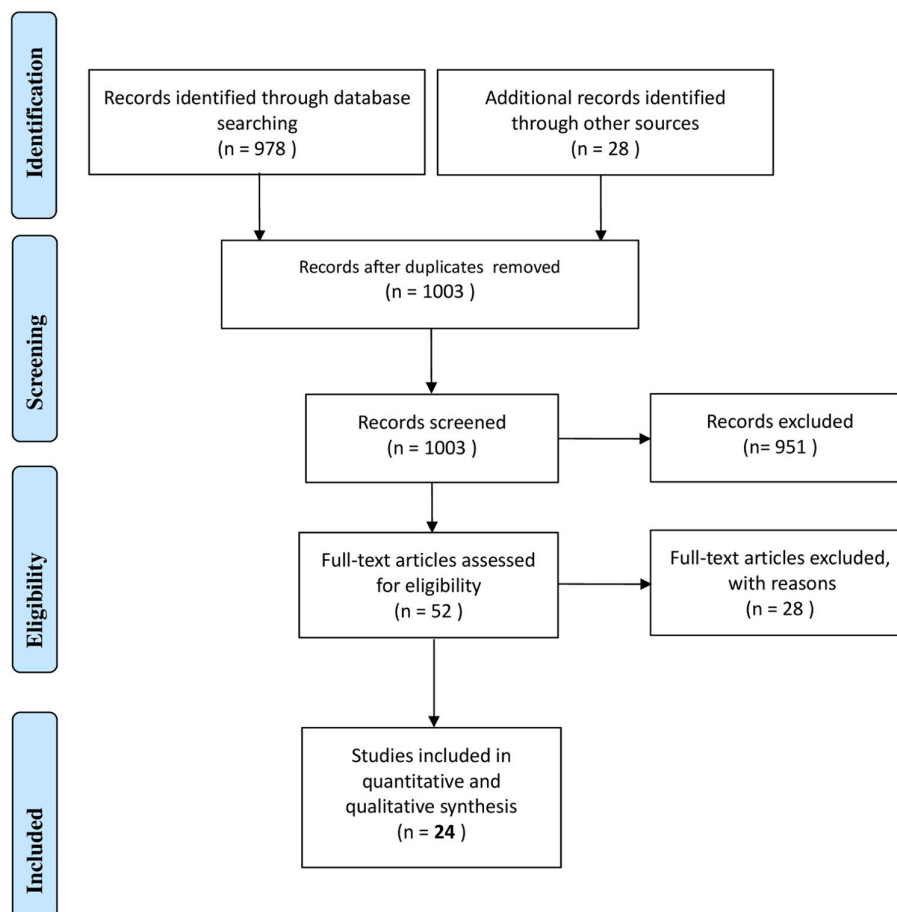 Identification
Records identified through database
searching
(n = 978 )
Additional records identified
through other sources
(n = 28 )
Screening
Records after duplicates removed
(n = 1003 )
Records screened
(n = 1003 )
Records excluded
(n= 951 )
Eligibility
Full-text articles assessed
for eligibility
(n = 52 )
Full-text articles excluded,
with reasons
(n = 28 )
Included
Studies included in
quantitative and
qualitative synthesis
(n = 24 )